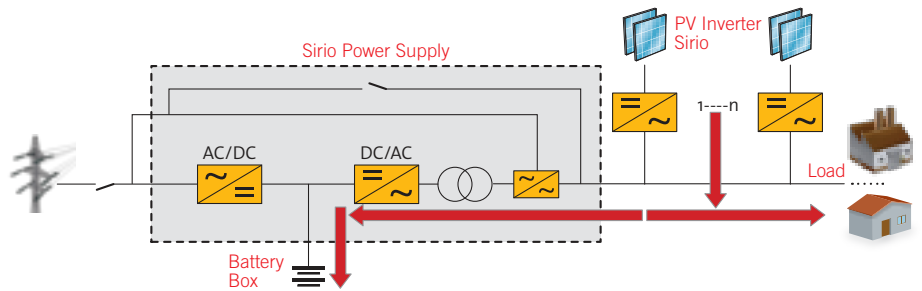 PV Inverter
Sirio
Sirio Power Supply
1----n
AC/DC
DC/AC
Load
Battery
Box